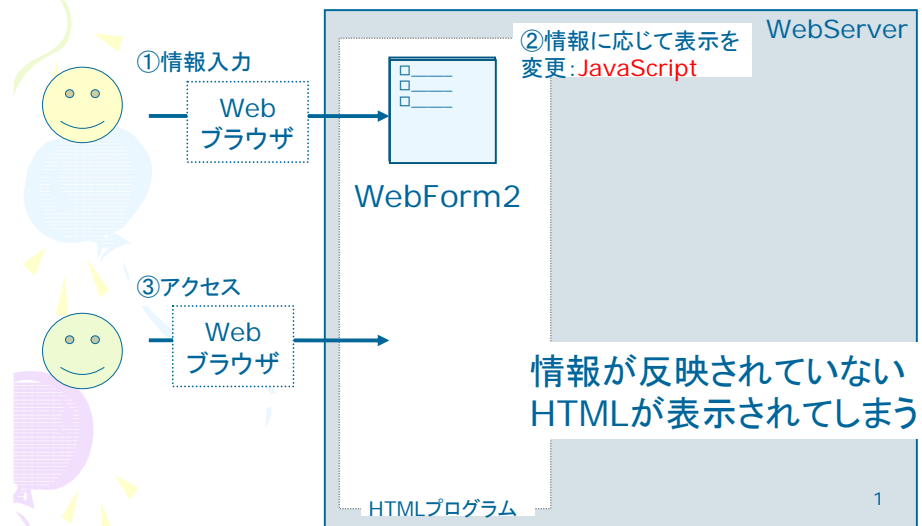 WebServer
①情報入力
②情報に応じて表示を
変更:JavaScript
Web
ブラウザ
WebForm2
③アクセス
Web
ブラウザ
情報が反映されていない
HTMLが表示されてしまう
HTMLプログラム
1